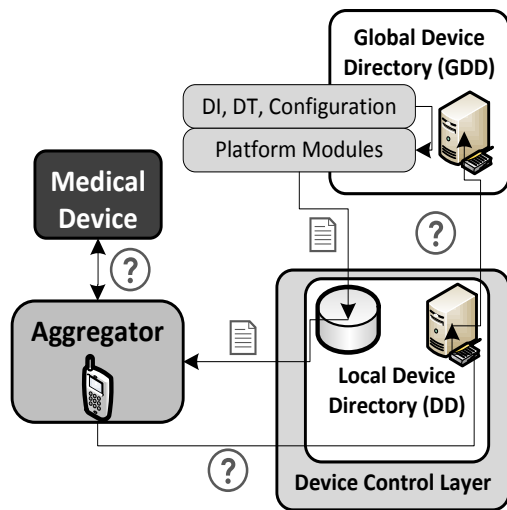 Global Device
Directory (GDD)
DI, DT, Configuration
Platform Modules
Medical
Device
?
?
Aggregator
Local Device
Directory (DD)
?
Device Control Layer